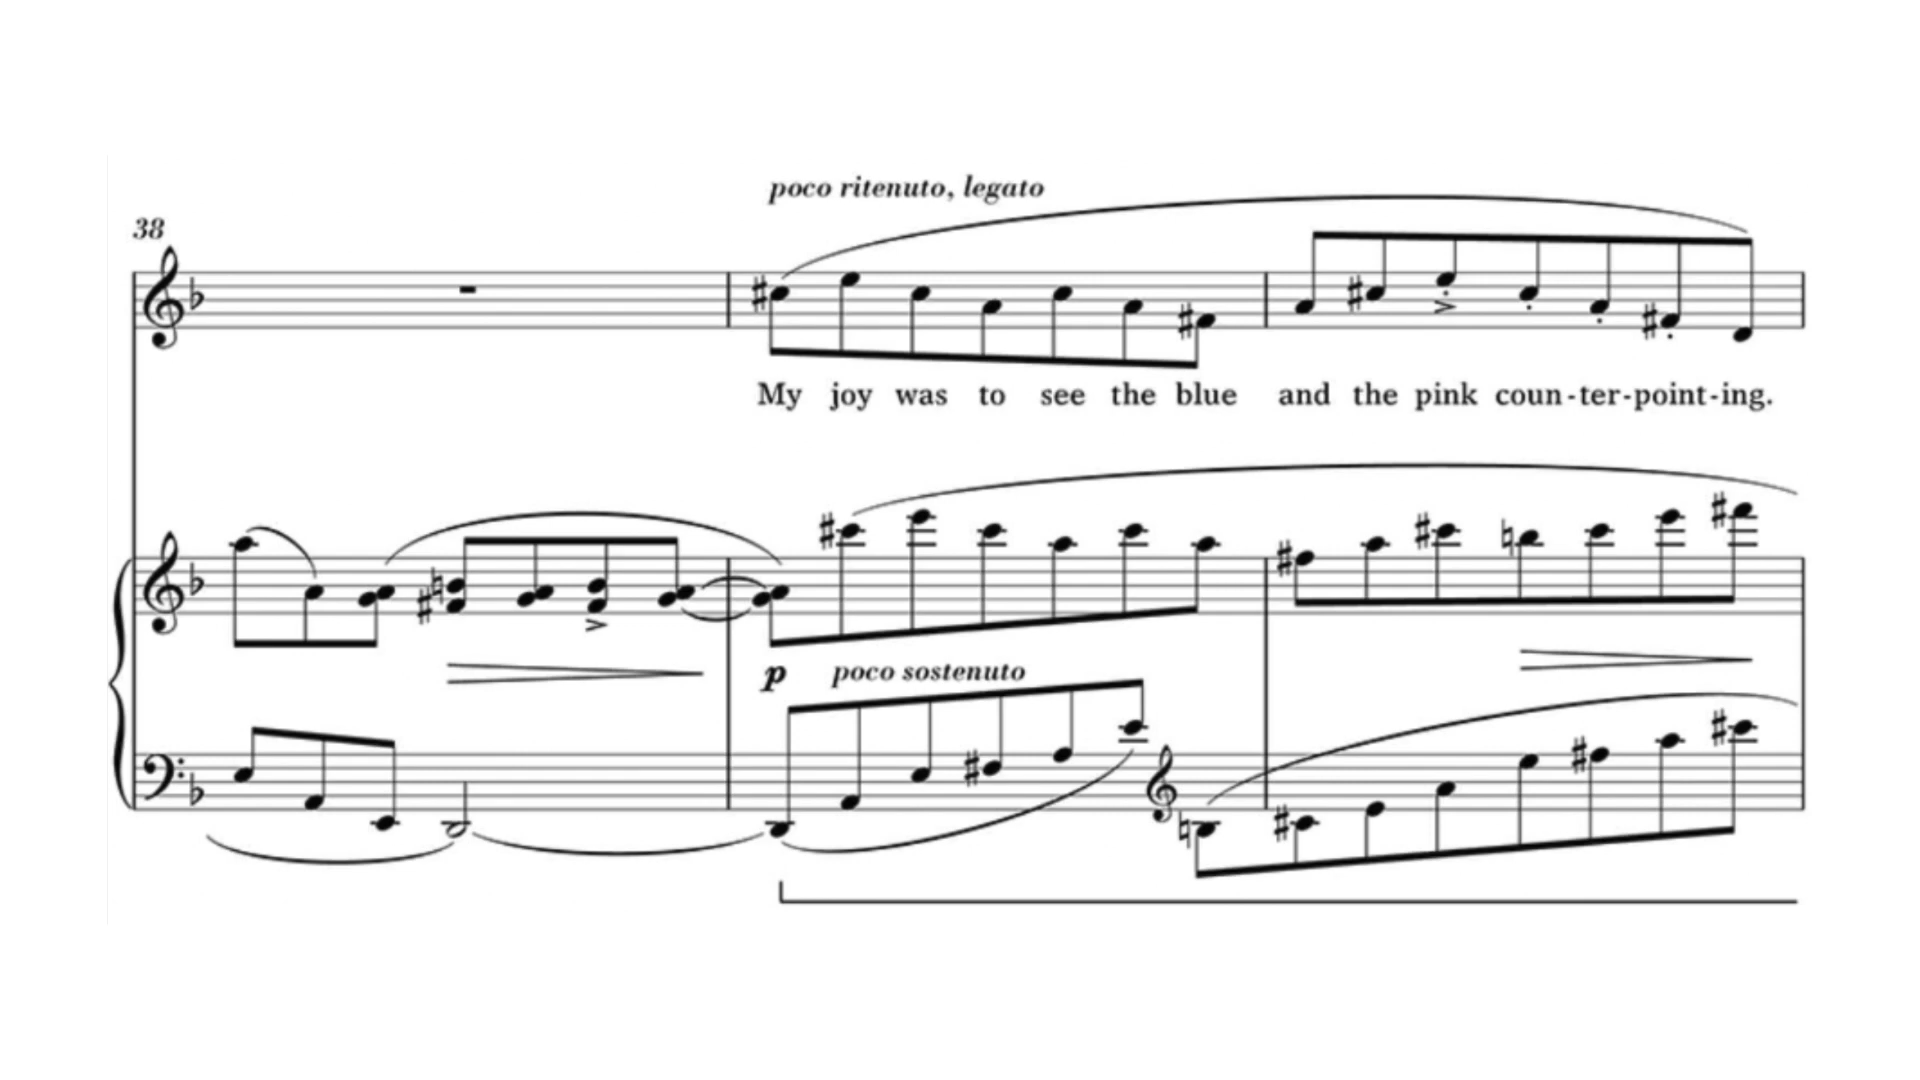 poco ritenuto, legato
38
My joy was to see the blue and the pink coun-ter-point-ing.
p poco sostenuto